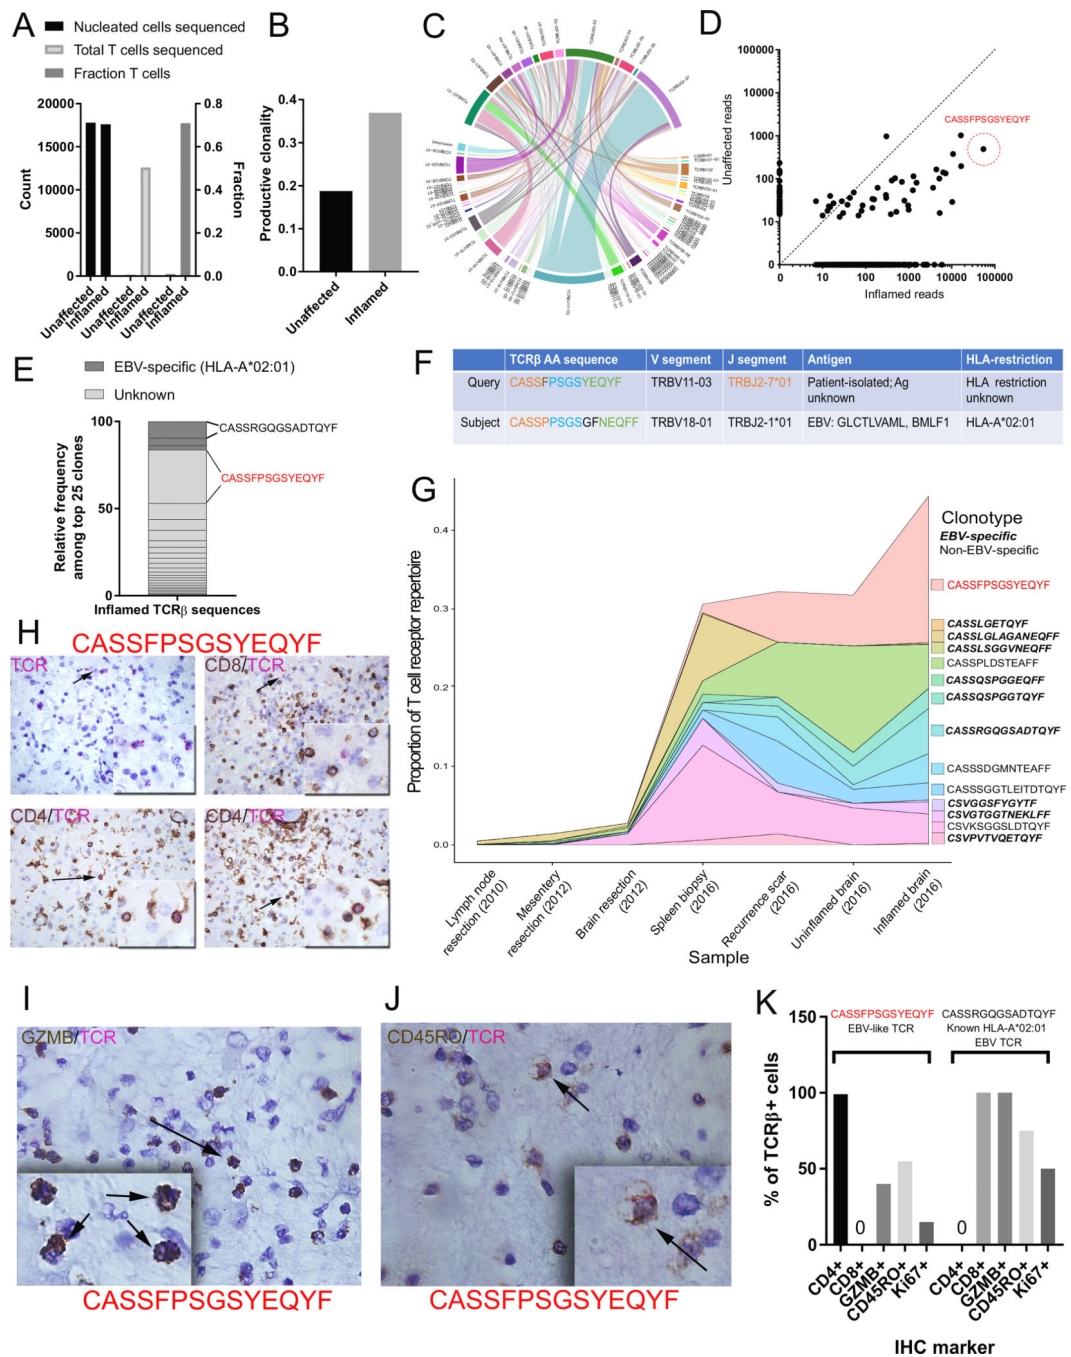 A
Nucleated cells sequenced
Total T cells sequenced
Fraction T cells
20000
15000
10000
5000
0
Count
0.8
0.6
0.4
0.2
0.0
Fraction
Unaffected
Inflamed
Unaffected
Inflamed
Unaffected
Inflamed
B
0.4
0.3
0.2
0.1
0.0
Productive clonality
Unaffected
Inflamed
C
D
100000
10000
1000
100
10
0
Unaffected reads
CASSFPSGSYEQYF
0
10
100
1000
10000
100000
Inflamed reads
E
EBV-specific (HLA-A*02:01)
Unknown
100
50
0
Relative frequency
among top 25 clones
CASSRGQGSADTQYF
CASSFPSGSYEQYF
Inflamed TCRβ sequences
F
TCRβ AA sequence V segment J segment Antigen HLA-restriction
Query CASSFPSGSYEQYF TRBV11-03 TRBJ2-7*01 Patient-isolated; Ag unknown HLA restriction unknown
Subject CASSPPSGSGFNEQFF TRBV18-01 TRBJ2-1*01 EBV: GLCTLVAML, BMLF1 HLA-A*02:01
G
0.4
0.3
0.2
0.1
0.0
Proportion of T cell receptor repertoire
Clonotype
EBV-specific
Non-EBV-specific
CASSFPSGSYEQYF
CASSLGETQYF
CASSLGLAGANEQFF
CASSLSGGVNEQFF
CASSPLDSTEAFF
CASSQSPGGEQFF
CASSQSPGGTQYF
CASSRGQGSADTQYF
CASSSDGMNTEAFF
CASSSGGTLEITDTQYF
CSVGGSFYGYTF
CSVGTGGTNEKLFF
CSVKSGGSLDTQYF
CSVPVTVQETQYF
Lymph node
resection (2010)
Mesentery
resection (2012)
Brain resection
(2012)
Spleen biopsy
(2016)
Recurrence scar
(2016)
Uninflamed brain
(2016)
Inflamed brain
(2016)
Sample
H
CASSFPSGSYEQYF
TCR
CD8/TCR
CD4/TCR
CD4/TCR
I
GZMB/TCR
CASSFPSGSYEQYF
J
CD45RO/TCR
CASSFPSGSYEQYF
K
CASSFPSGSYEQYF
EBV-like TCR
CASSRGQGSADTQYF
Known HLA-A*02:01
EBV TCR
150
100
50
0
% of TCRβ+ cells
0
0
CD4+
CD8+
GZMB+
CD45RO+
Ki67+
CD4+
CD8+
GZMB+
CD45RO+
Ki67+
IHC marker